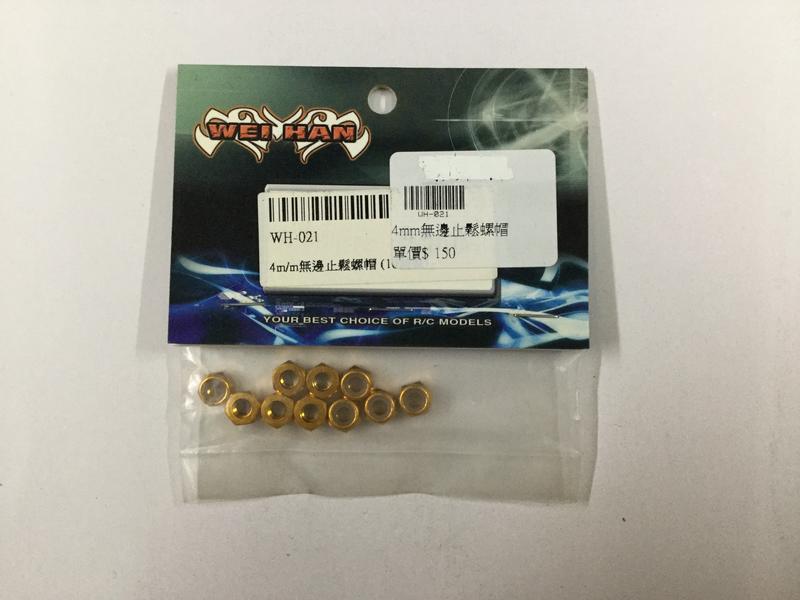 WEI HAN
WH-021
4mm無邊止鬆螺帽
單價$ 150
WH-021
4m/m無邊止鬆螺帽 (10
YOUR BEST CHOICE OF R/C MODELS